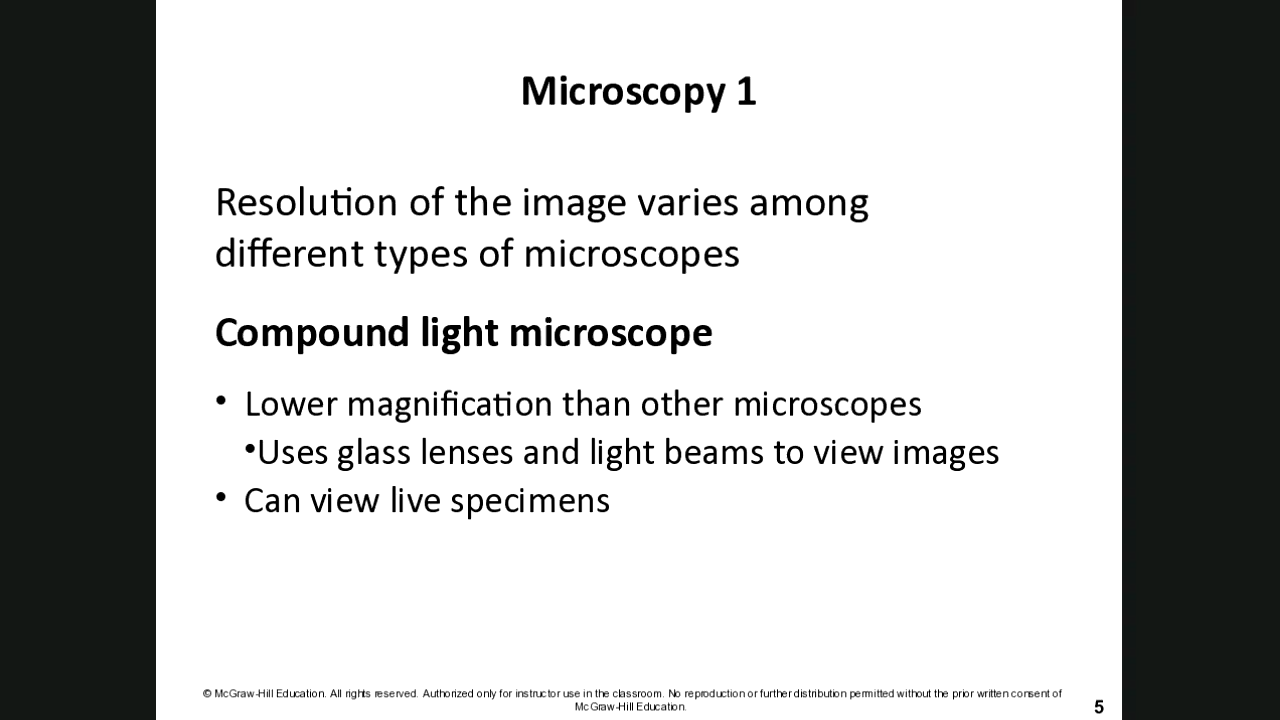 Microscopy 1
Resolution of the image varies among
different types of microscopes
Compound light microscope
• Lower magnification than other microscopes
•Uses glass lenses and light beams to view images
• Can view live specimens
© McGraw-Hill Education. All rights reserved. Authorized only for instructor use in the classroom. No reproduction or further distribution permitted without the prior written consent of
McGraw-Hill Education.
5